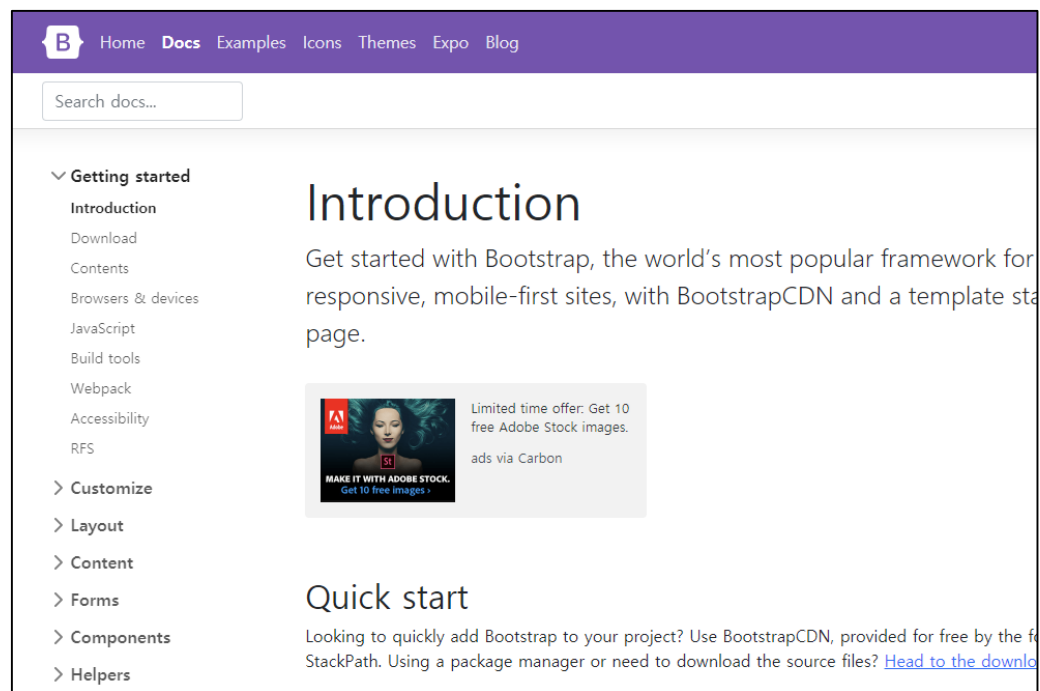 B Home Docs Examples Icons Themes Expo Blog
Search docs...
Getting started
Introduction
Download
Contents
Browsers & devices
JavaScript
Build tools
Webpack
Accessibility
RFS
Customize
Layout
Content
Forms
Components
Helpers
Introduction
Get started with Bootstrap, the world's most popular framework for
responsive, mobile-first sites, with BootstrapCDN and a template
page.
Adobe
St
MAKE IT WITH ADOBE STOCK.
Get 10 free images ›
Limited time offer: Get 10
free Adobe Stock images.
ads via Carbon
Quick start
Looking to quickly add Bootstrap to your project? Use BootstrapCDN, provided for free by the
StackPath. Using a package manager or need to download the source files? Head to the downlo